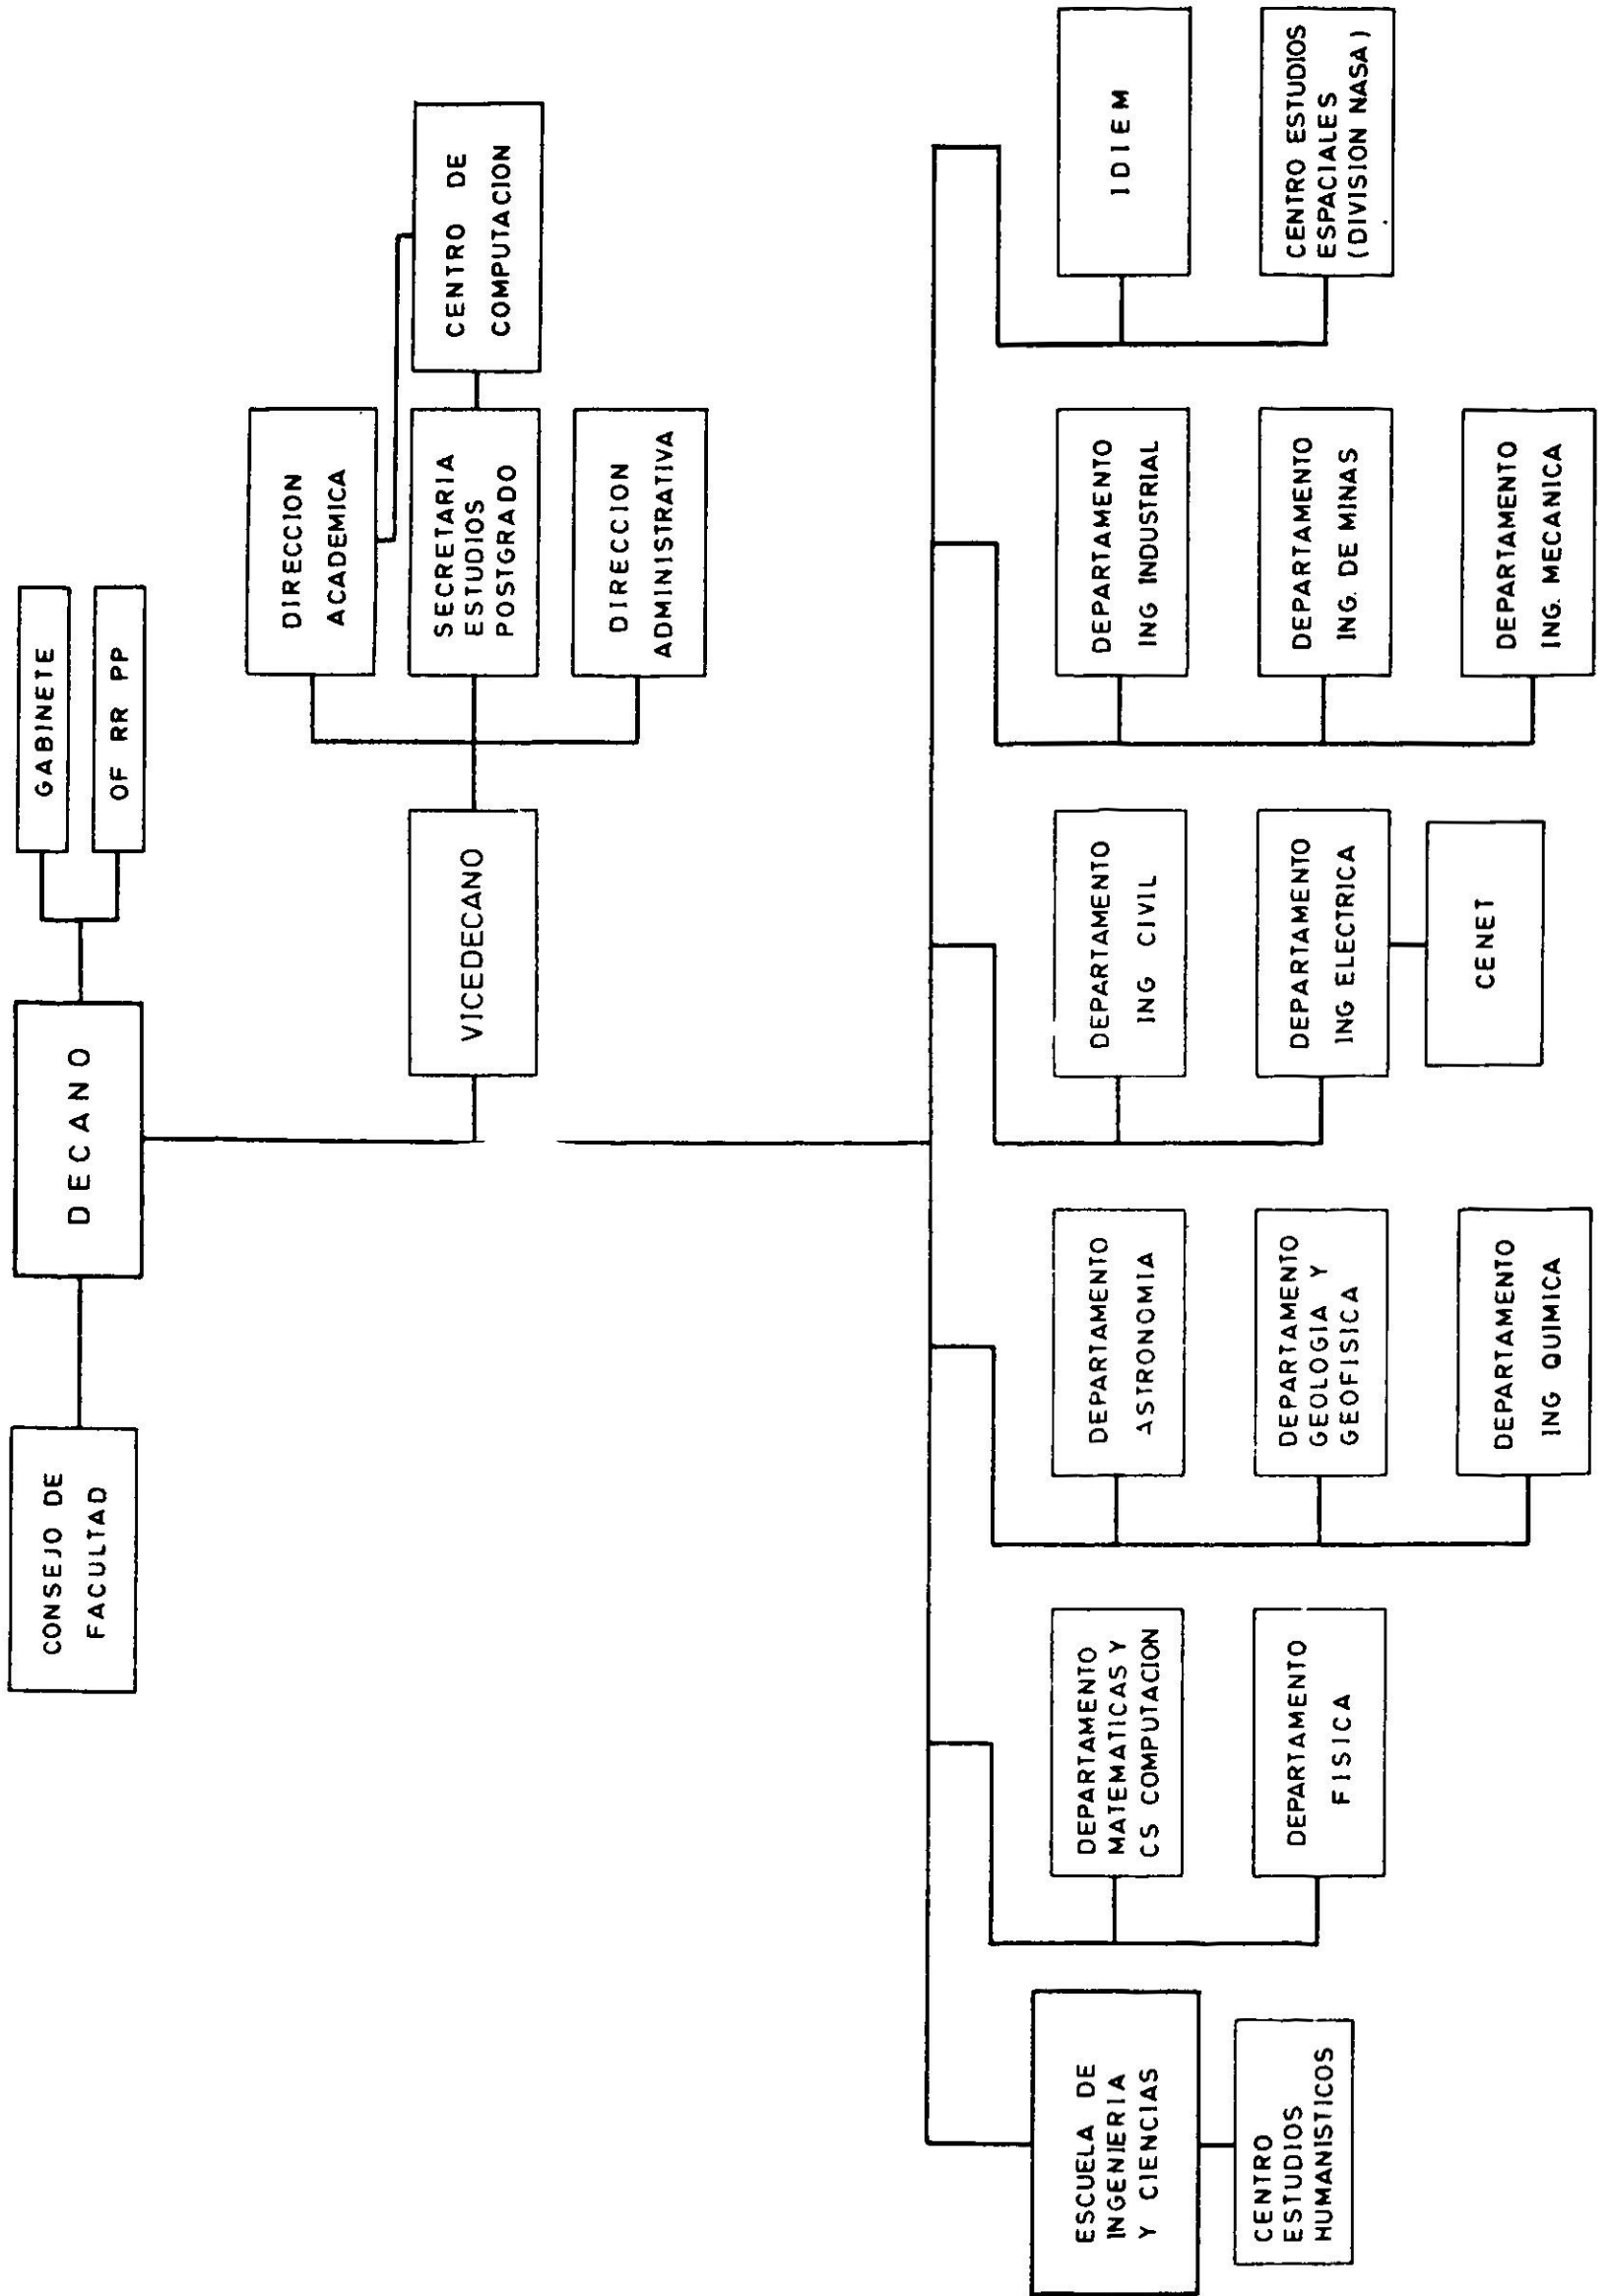 CONSEJO DE
FACULTAD
DECANO
GABINETE
OF RR PP
VICEDECANO
DIRECCION
ACADEMICA
SECRETARIA
ESTUDIOS
POSTGRADO
DIRECCION
ADMINISTRATIVA
CENTRO DE
COMPUTACION
ESCUELA DE
INGENIERIA
Y CIENCIAS
CENTRO
ESTUDIOS
HUMANISTICOS
DEPARTAMENTO
MATEMATICAS Y
CS COMPUTACION
DEPARTAMENTO
FISICA
DEPARTAMENTO
ASTRONOMIA
DEPARTAMENTO
GEOLOGIA Y
GEOFISICA
DEPARTAMENTO
ING QUIMICA
DEPARTAMENTO
ING CIVIL
DEPARTAMENTO
ING ELECTRICA
CENET
DEPARTAMENTO
ING INDUSTRIAL
DEPARTAMENTO
ING. DE MINAS
DEPARTAMENTO
ING. MECANICA
IDIEM
CENTRO ESTUDIOS
ESPACIALES
(DIVISION NASA)